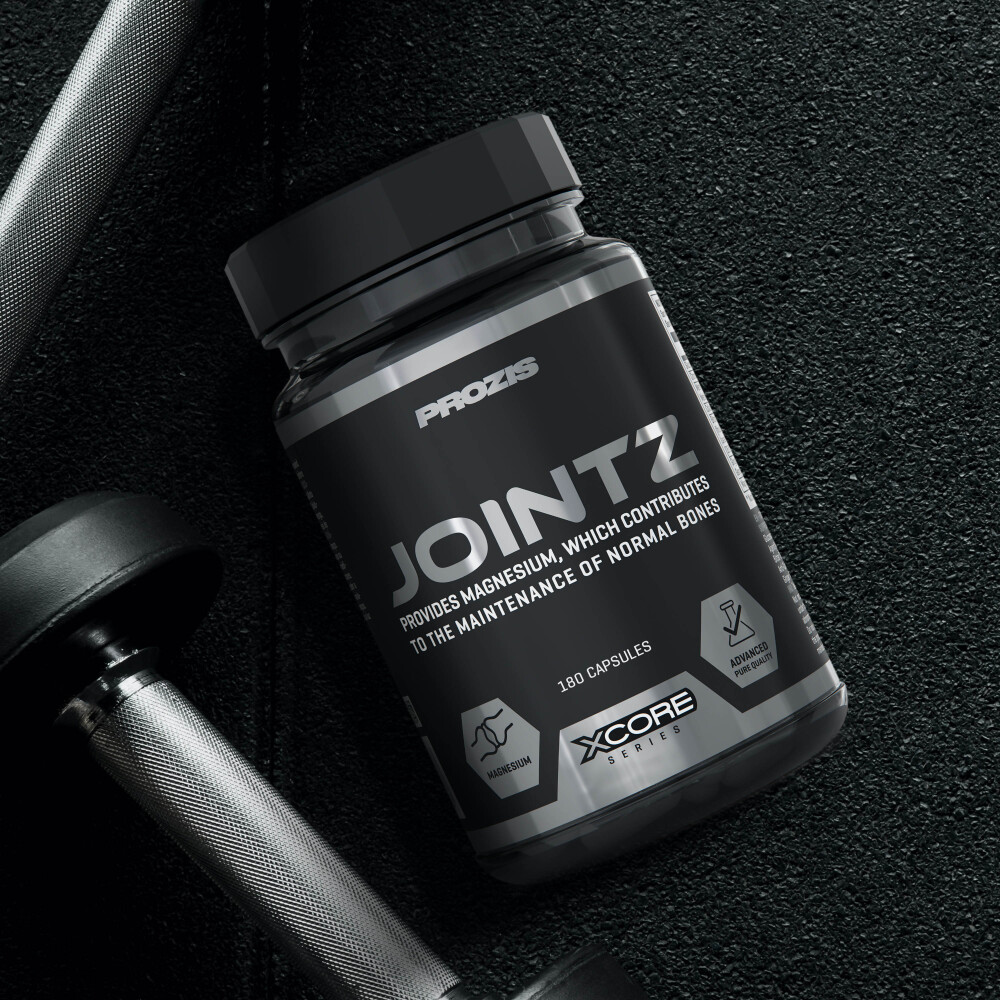 PROZIS
JOINTZ
PROVIDES MAGNESIUM, WHICH CONTRIBUTES
TO THE MAINTENANCE OF NORMAL BONES
180 CAPSULES
ADVANCED
PURE QUALITY
MAGNESIUM
XCORE
SERIES